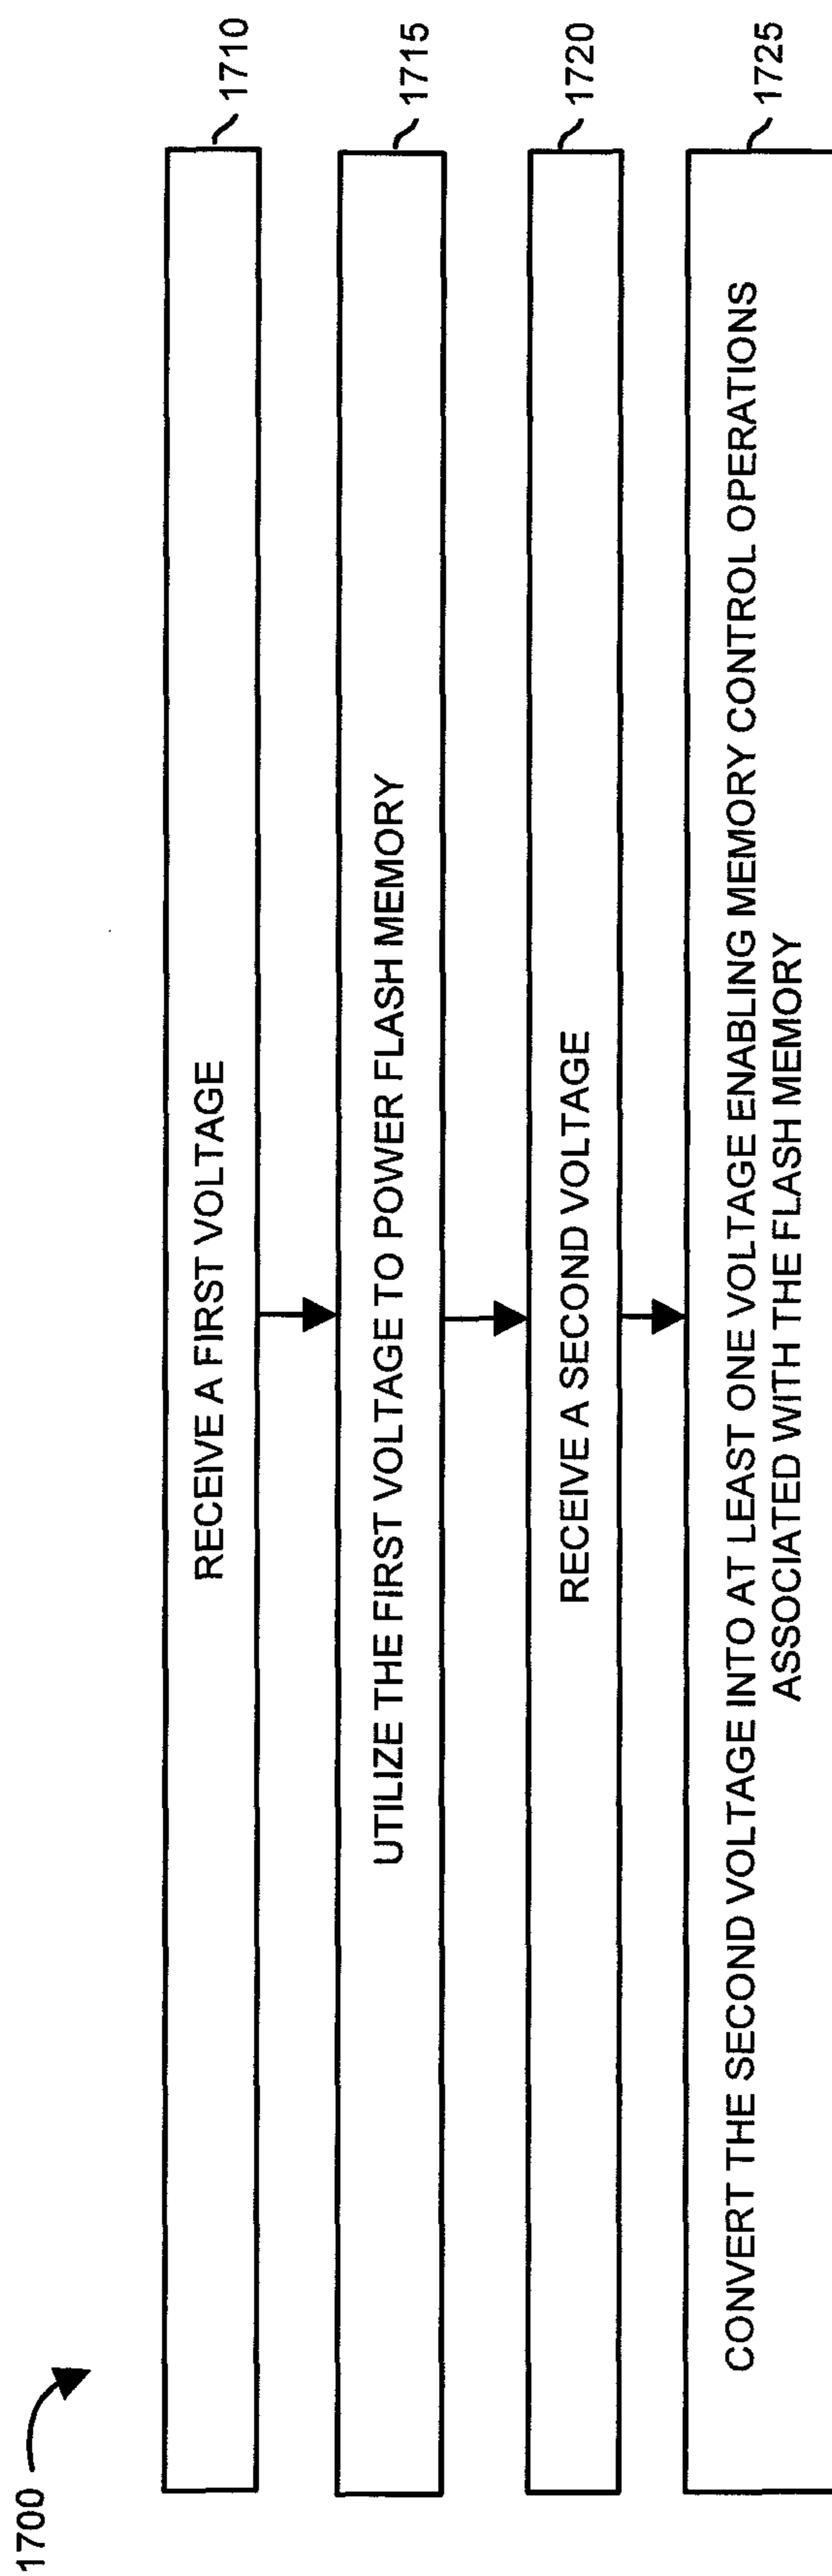 1700
RECEIVE A FIRST VOLTAGE
1710
UTILIZE THE FIRST VOLTAGE TO POWER FLASH MEMORY
1715
RECEIVE A SECOND VOLTAGE
1720
CONVERT THE SECOND VOLTAGE INTO AT LEAST ONE VOLTAGE ENABLING MEMORY CONTROL OPERATIONS
ASSOCIATED WITH THE FLASH MEMORY
1725